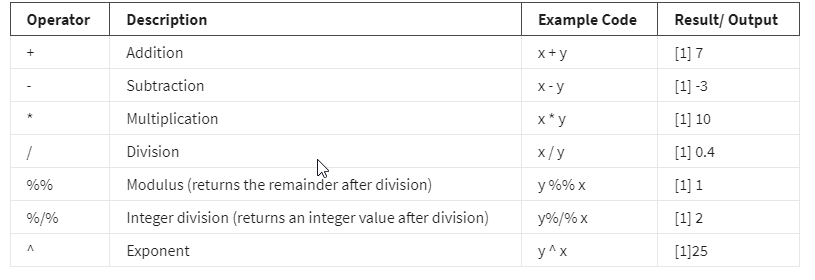 Operator Description Example Code Result/ Output
+ Addition x + y [1] 7
- Subtraction x - y [1] -3
* Multiplication x * y [1] 10
/ Division x / y [1] 0.4
%% Modulus (returns the remainder after division) y %% x [1] 1
%/% Integer division (returns an integer value after division) y%/% x [1] 2
^ Exponent y ^ x [1]25